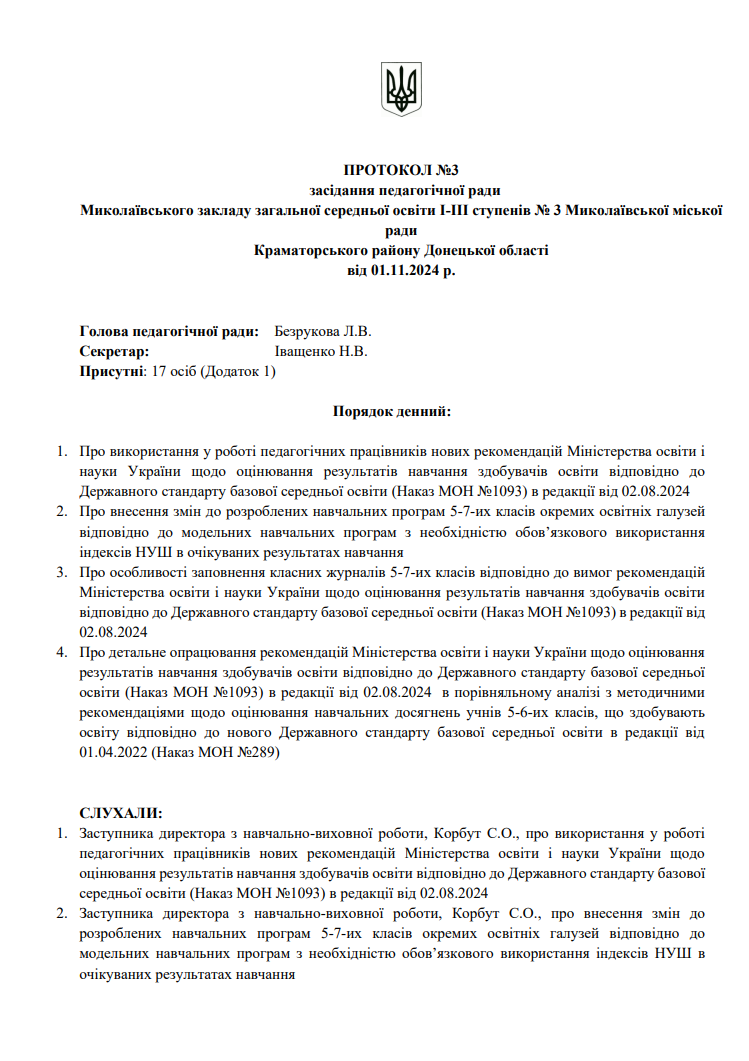 ПРОТОКОЛ №3
засідання педагогічної ради
Миколаївського закладу загальної середньої освіти І-ІІІ ступенів № 3 Миколаївської міської
ради
Краматорського району Донецької області
від 01.11.2024 р.
Голова педагогічної ради: Безрукова Л.В.
Секретар: Іващенко Н.В.
Присутні: 17 осіб (Додаток 1)
Порядок денний:
1. Про використання у роботі педагогічних працівників нових рекомендацій Міністерства освіти і
науки України щодо оцінювання результатів навчання здобувачів освіти відповідно до
Державного стандарту базової середньої освіти (Наказ МОН №1093) в редакції від 02.08.2024
2. Про внесення змін до розроблених навчальних програм 5-7-их класів окремих освітніх галузей
відповідно до модельних навчальних програм з необхідністю обов’язкового використання
індексів НУШ в очікуваних результатах навчання
3. Про особливості заповнення класних журналів 5-7-их класів відповідно до вимог рекомендацій
Міністерства освіти і науки України щодо оцінювання результатів навчання здобувачів освіти
відповідно до Державного стандарту базової середньої освіти (Наказ МОН №1093) в редакції від
02.08.2024
4. Про детальне опрацювання рекомендацій Міністерства освіти і науки України щодо оцінювання
результатів навчання здобувачів освіти відповідно до Державного стандарту базової середньої
освіти (Наказ МОН №1093) в редакції від 02.08.2024 в порівняльному аналізі з методичними
рекомендаціями щодо оцінювання навчальних досягнень учнів 5-6-их класів, що здобувають
освіту відповідно до нового Державного стандарту базової середньої освіти в редакції від
01.04.2022 (Наказ МОН №289)
СЛУХАЛИ:
1. Заступника директора з навчально-виховної роботи, Корбут С.О., про використання у роботі
педагогічних працівників нових рекомендацій Міністерства освіти і науки України щодо
оцінювання результатів навчання здобувачів освіти відповідно до Державного стандарту базової
середньої освіти (Наказ МОН №1093) в редакції від 02.08.2024
2. Заступника директора з навчально-виховної роботи, Корбут С.О., про внесення змін до
розроблених навчальних програм 5-7-их класів окремих освітніх галузей відповідно до
модельних навчальних програм з необхідністю обов’язкового використання індексів НУШ в
очікуваних результатах навчання